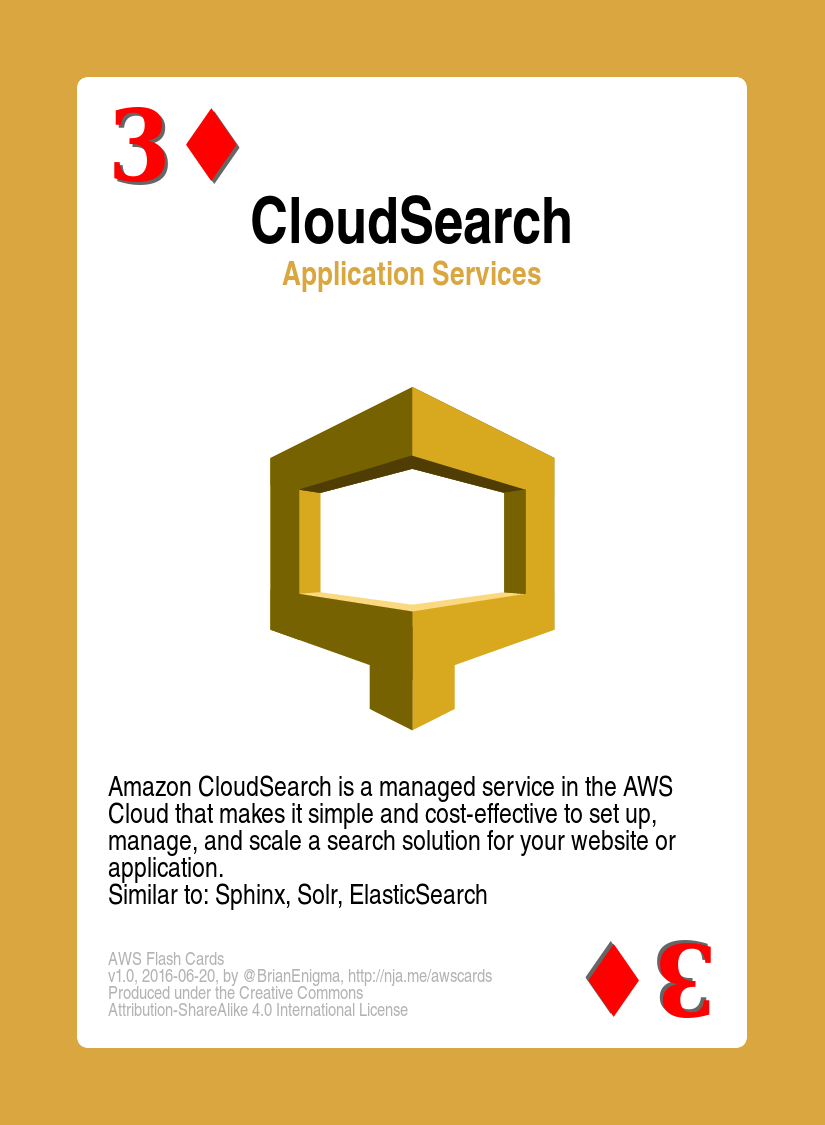 3♦
CloudSearch
Application Services
Amazon CloudSearch is a managed service in the AWS
Cloud that makes it simple and cost-effective to set up,
manage, and scale a search solution for your website or
application.
Similar to: Sphinx, Solr, ElasticSearch
AWS Flash Cards
v1.0, 2016-06-20, by @BrianEnigma, http://nja.me/awscards
Produced under the Creative Commons
Attribution-ShareAlike 4.0 International License
3♦